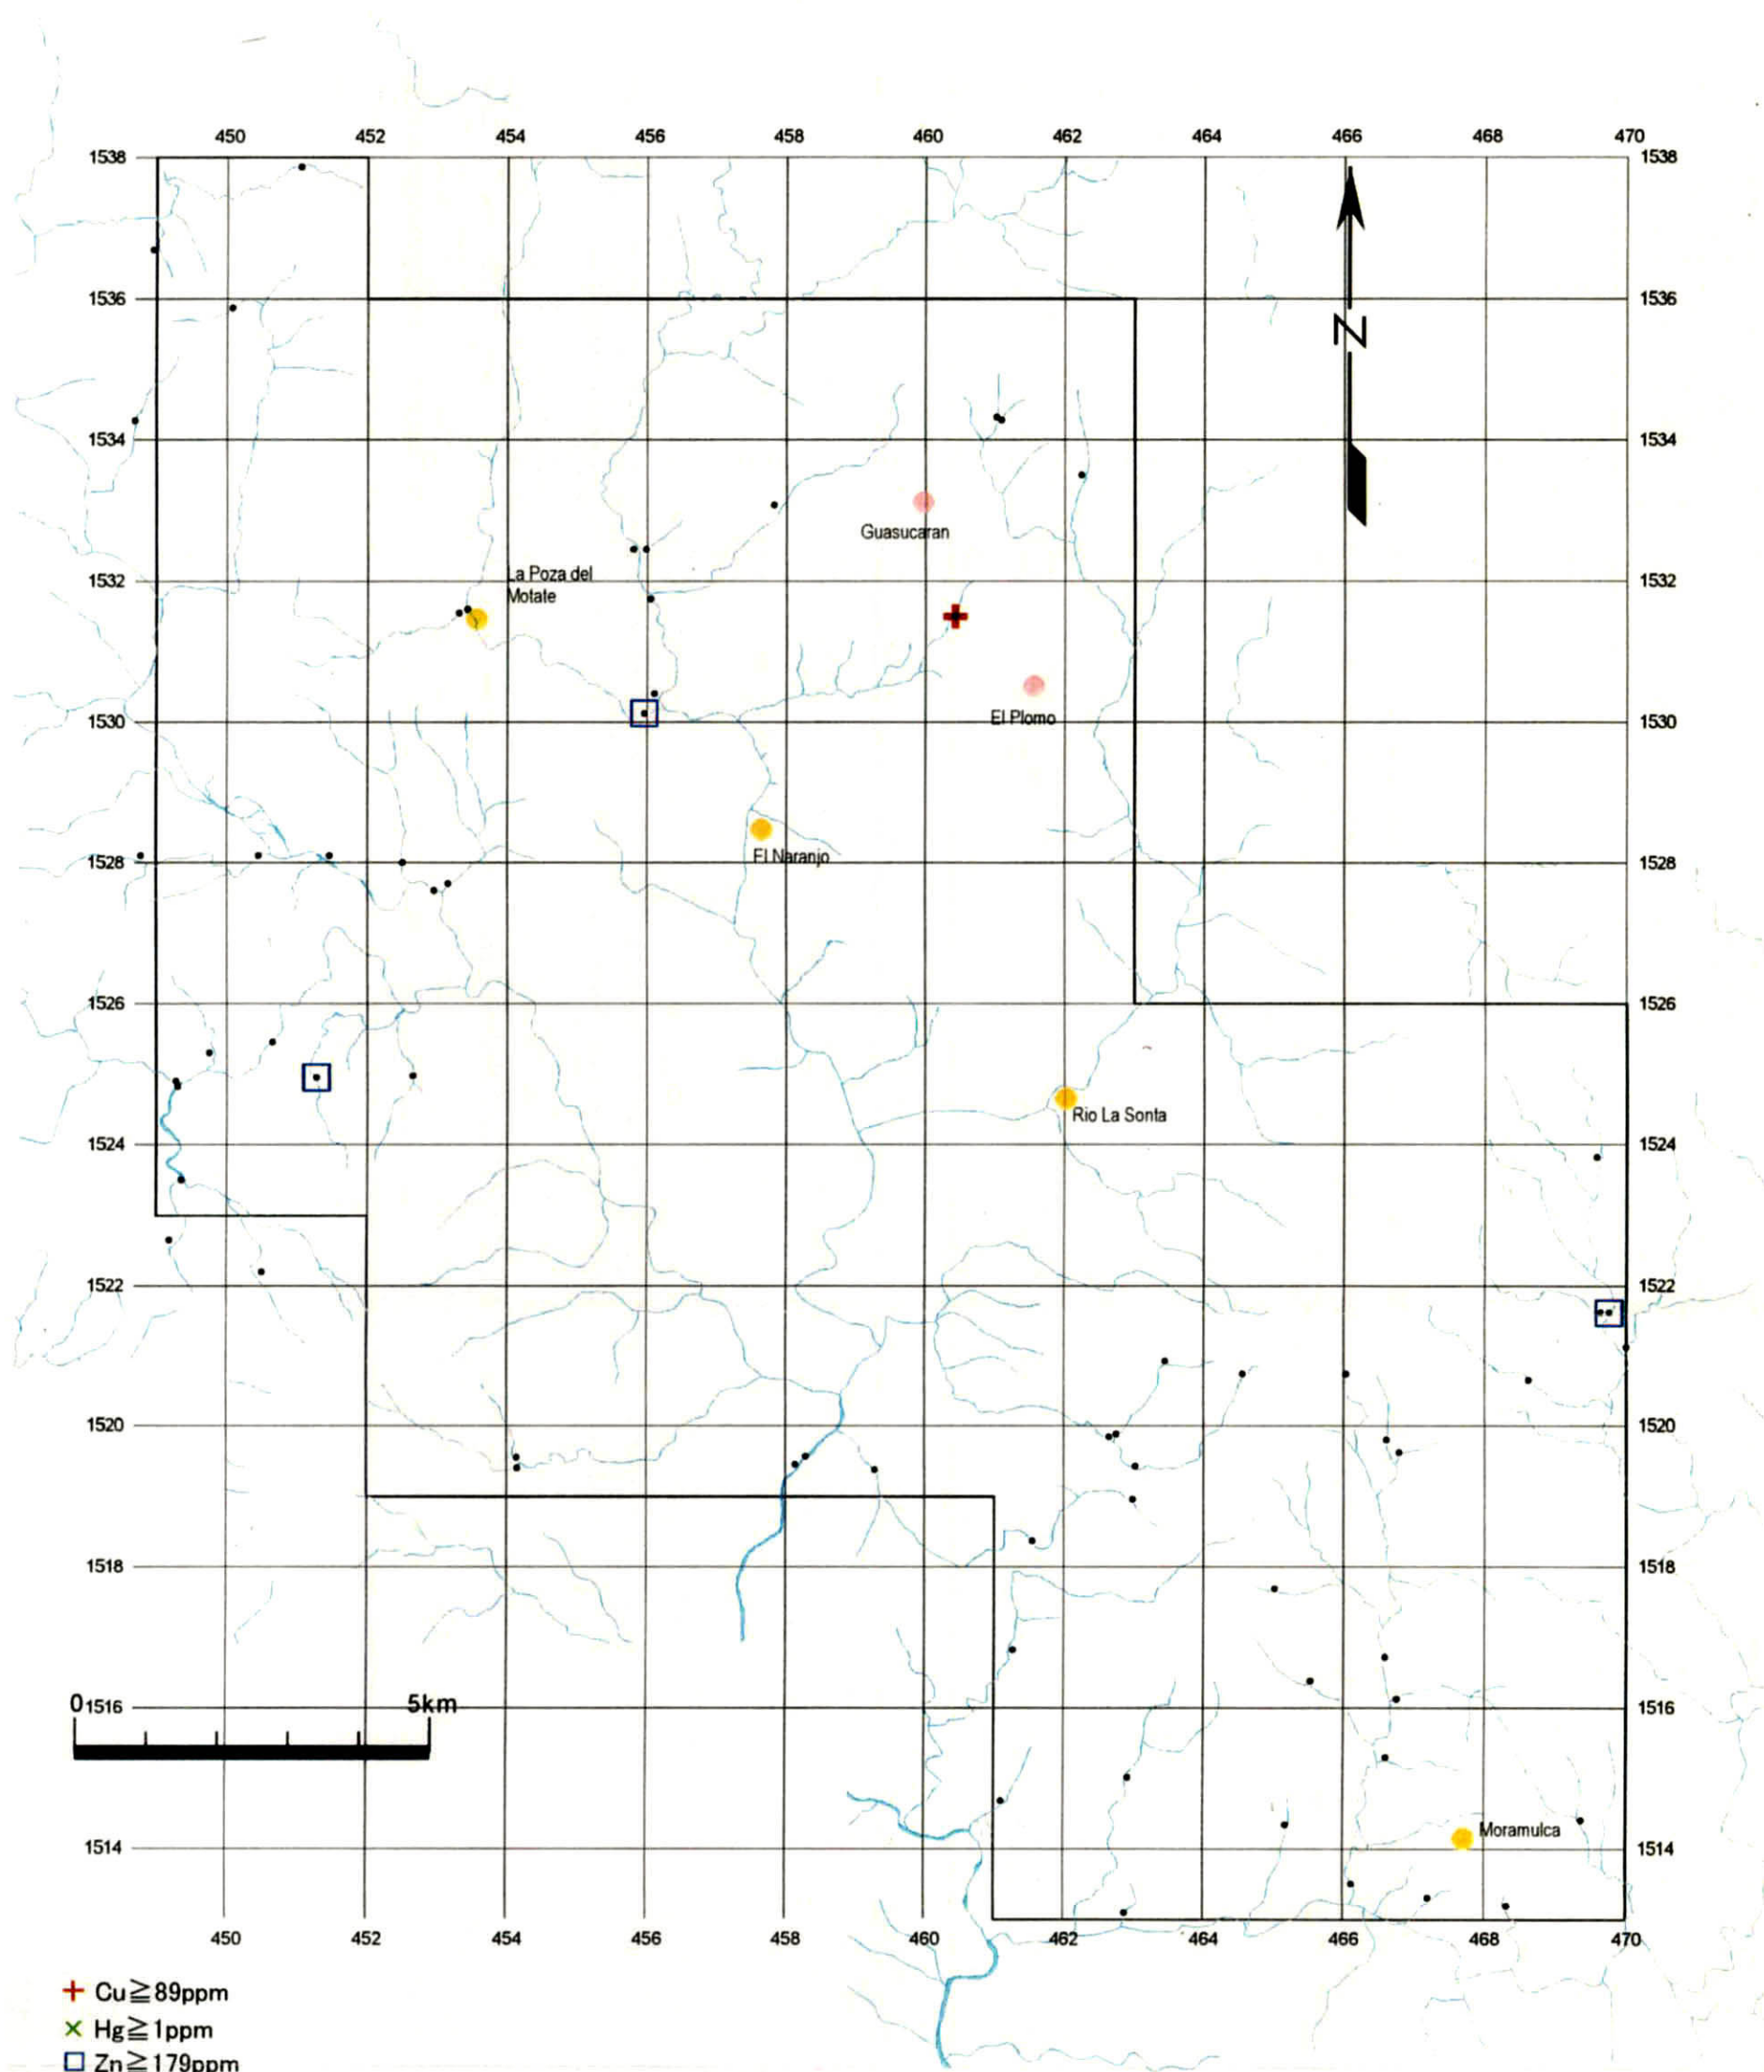 450 452 454 456 458 460 462 464 466 468 470
1538 1538
1536 1536
N
1534 1534
Guasucaran
1532 La Poza del 1532
Motate
1530 El Plomo 1530
El Naranjo
1528 1528
1526 1526
Rio La Sonta
1524 1524
1522 1522
1520 1520
1518 1518
0 1516 5km 1516
Moramulca
1514 1514
450 452 454 456 458 460 462 464 466 468 470
+ Cu≧89ppm
× Hg≧1ppm
□ Zn≧179ppm